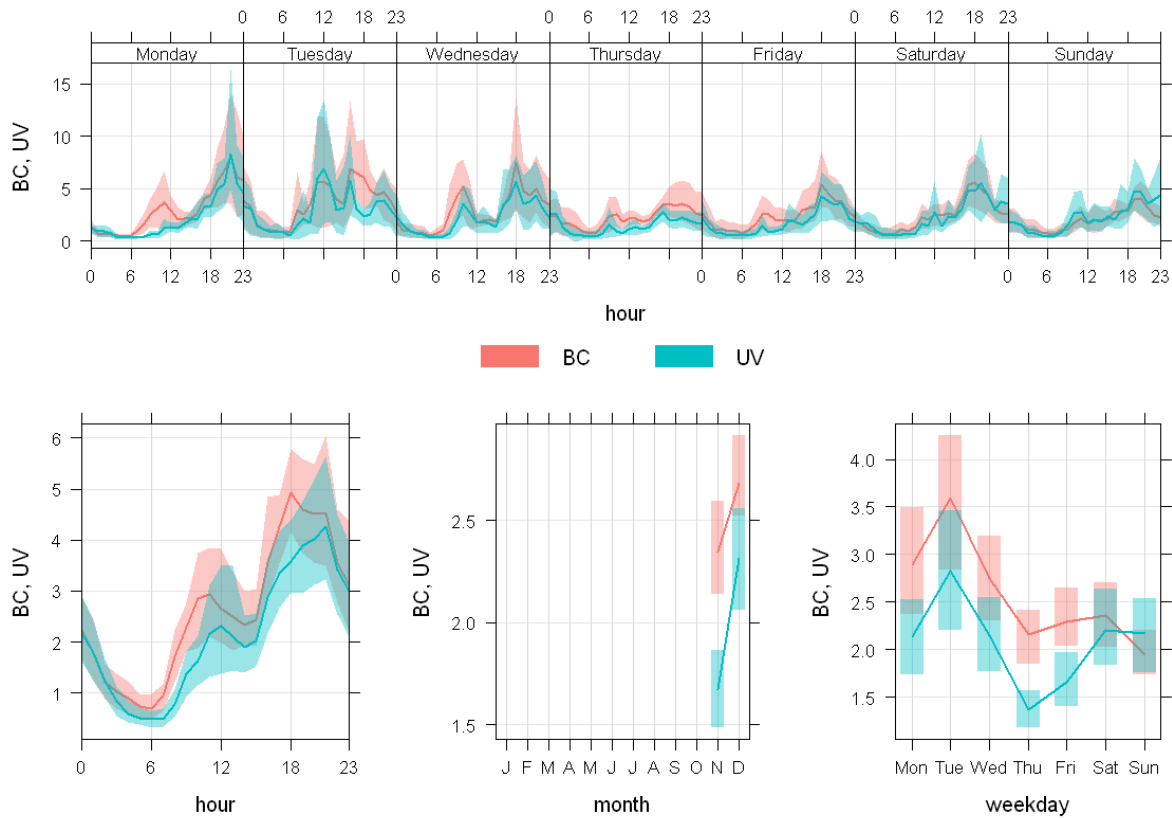 0 6 12 18 23 0 6 12 18 23 0 6 12 18 23
Monday Tuesday Wednesday Thursday Friday Saturday Sunday
15
10
5
0
BC, UV
0 6 12 18 23 0 6 12 18 23 0 6 12 18 23 0 6 12 18 23
hour
BC UV
6
5
4
3
2
1
BC, UV
0 6 12 18 23
hour
2.5
2.0
1.5
BC, UV
J F M A M J J A S O N D
month
4.0
3.5
3.0
2.5
2.0
1.5
BC, UV
Mon Tue Wed Thu Fri Sat Sun
weekday